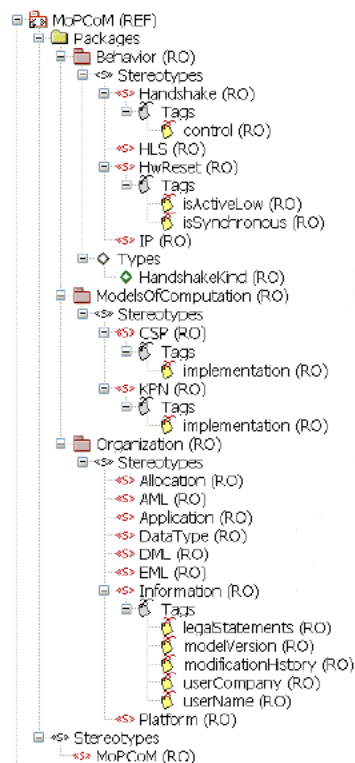 MoPCoM (REF)
Packages
Behavior (RO)
«S» Stereotypes
«S» Handshake (RO)
Tags
control (RO)
«S» HLS (RO)
«S» HwReset (RO)
Tags
isActiveLow (RO)
isSynchronous (RO)
«S» IP (RO)
Types
HandshakeKind (RO)
ModelsOfComputation (RO)
«S» Stereotypes
«S» CSP (RO)
Tags
implementation (RO)
«S» KPN (RO)
Tags
implementation (RO)
Organization (RO)
«S» Stereotypes
«S» Allocation (RO)
«S» AML (RO)
«S» Application (RO)
«S» DataType (RO)
«S» DML (RO)
«S» EML (RO)
«S» Information (RO)
Tags
legalStatements (RO)
modelVersion (RO)
modificationHistory (RO)
userCompany (RO)
userName (RO)
«S» Platform (RO)
«S» Stereotypes
«S» MoPCoM (RO)